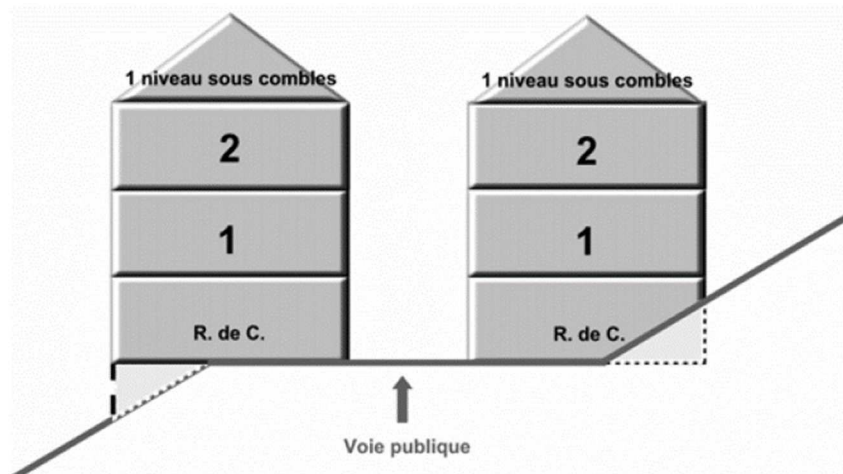 1 niveau sous combles
1 niveau sous combles
2
2
1
1
R. de C.
R. de C.
Voie publique